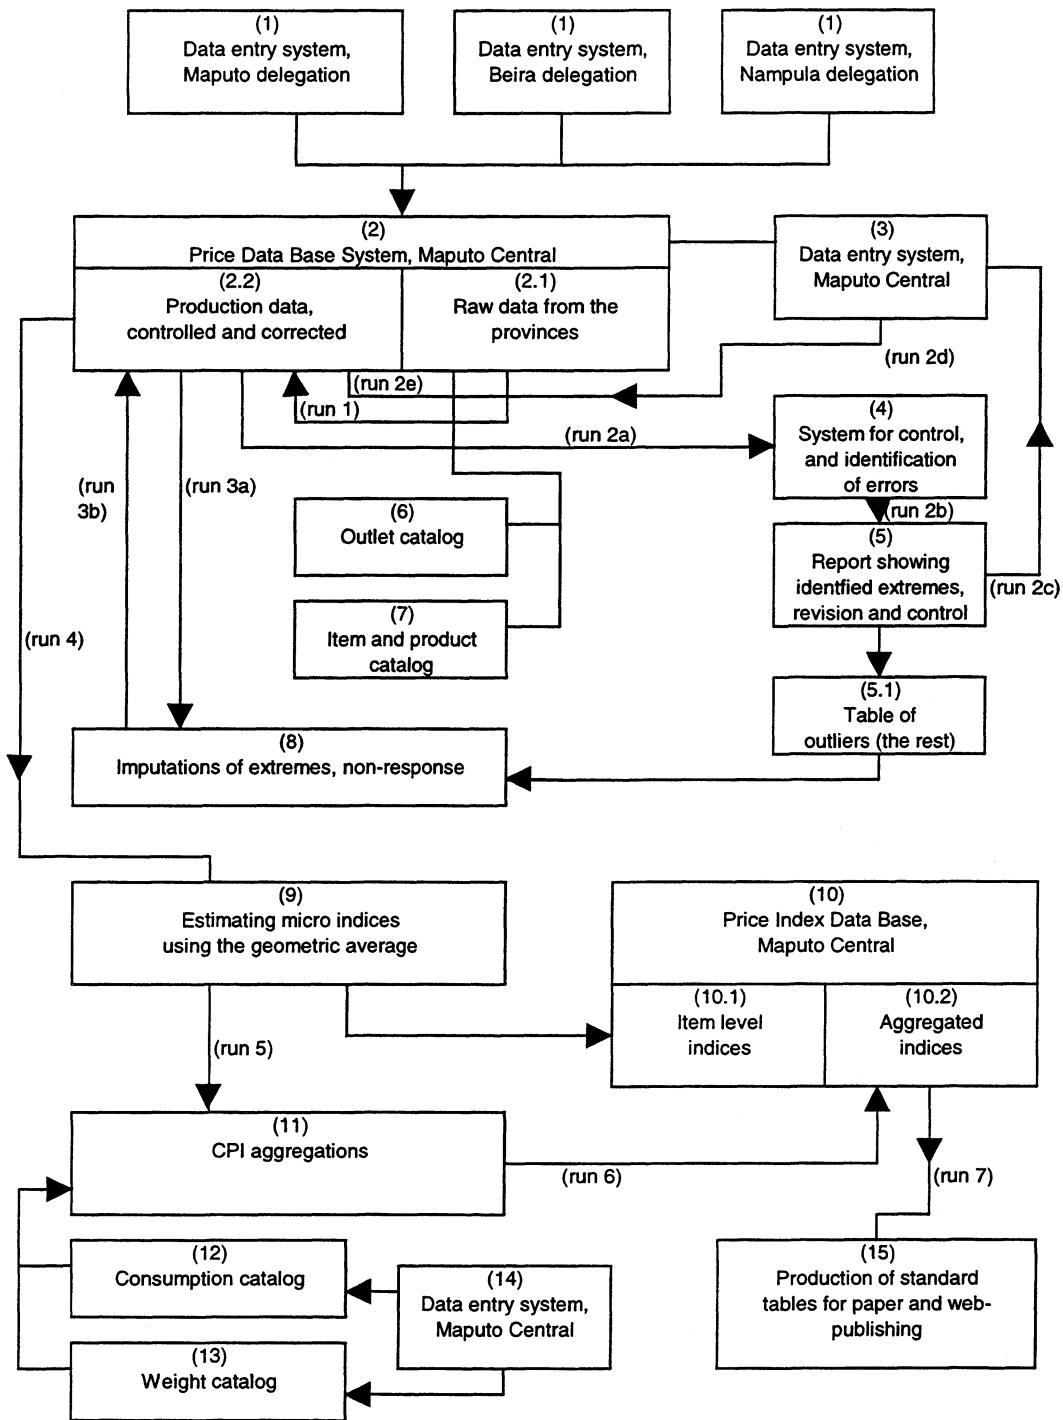 (1)
Data entry system,
Maputo delegation
(1)
Data entry system,
Beira delegation
(1)
Data entry system,
Nampula delegation
(2)
Price Data Base System, Maputo Central
(2.2)
Production data,
controlled and corrected
(2.1)
Raw data from the
provinces
(3)
Data entry system,
Maputo Central
(run 2d)
(run 2e)
(run 1)
(run 2a)
(4)
System for control,
and identification
of errors
(run 2b)
(run
3b)
(run 3a)
(6)
Outlet catalog
(5)
Report showing
identfied extremes,
revision and control
(run 2c)
(7)
Item and product
catalog
(run 4)
(5.1)
Table of
outliers (the rest)
(8)
Imputations of extremes, non-response
(9)
Estimating micro indices
using the geometric average
(10)
Price Index Data Base,
Maputo Central
(10.1)
Item level
indices
(10.2)
Aggregated
indices
(run 5)
(11)
CPI aggregations
(run 6)
(run 7)
(12)
Consumption catalog
(14)
Data entry system,
Maputo Central
(13)
Weight catalog
(15)
Production of standard
tables for paper and web-
publishing